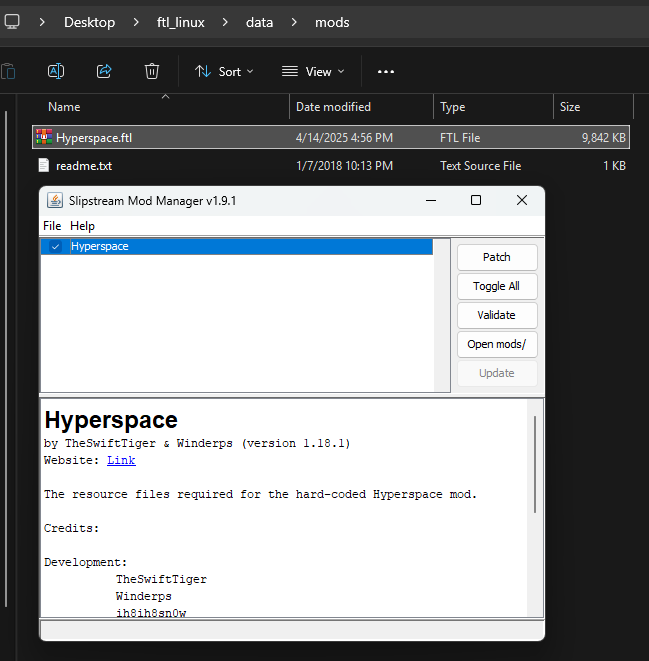 Desktop > ftl_linux > data > mods
Sort View ...
Name Date modified Type Size
Hyperspace.ftl 4/14/2025 4:56 PM FTL File 9,842 KB
readme.txt 1/7/2018 10:13 PM Text Source File 1 KB
Slipstream Mod Manager v1.9.1
File Help
Hyperspace
Patch
Toggle All
Validate
Open mods/
Update
Hyperspace
by TheSwiftTiger & Winderps (version 1.18.1)
Website: Link
The resource files required for the hard-coded Hyperspace mod.
Credits:
Development:
TheSwiftTiger
Winderps
ih8ih8sn0w